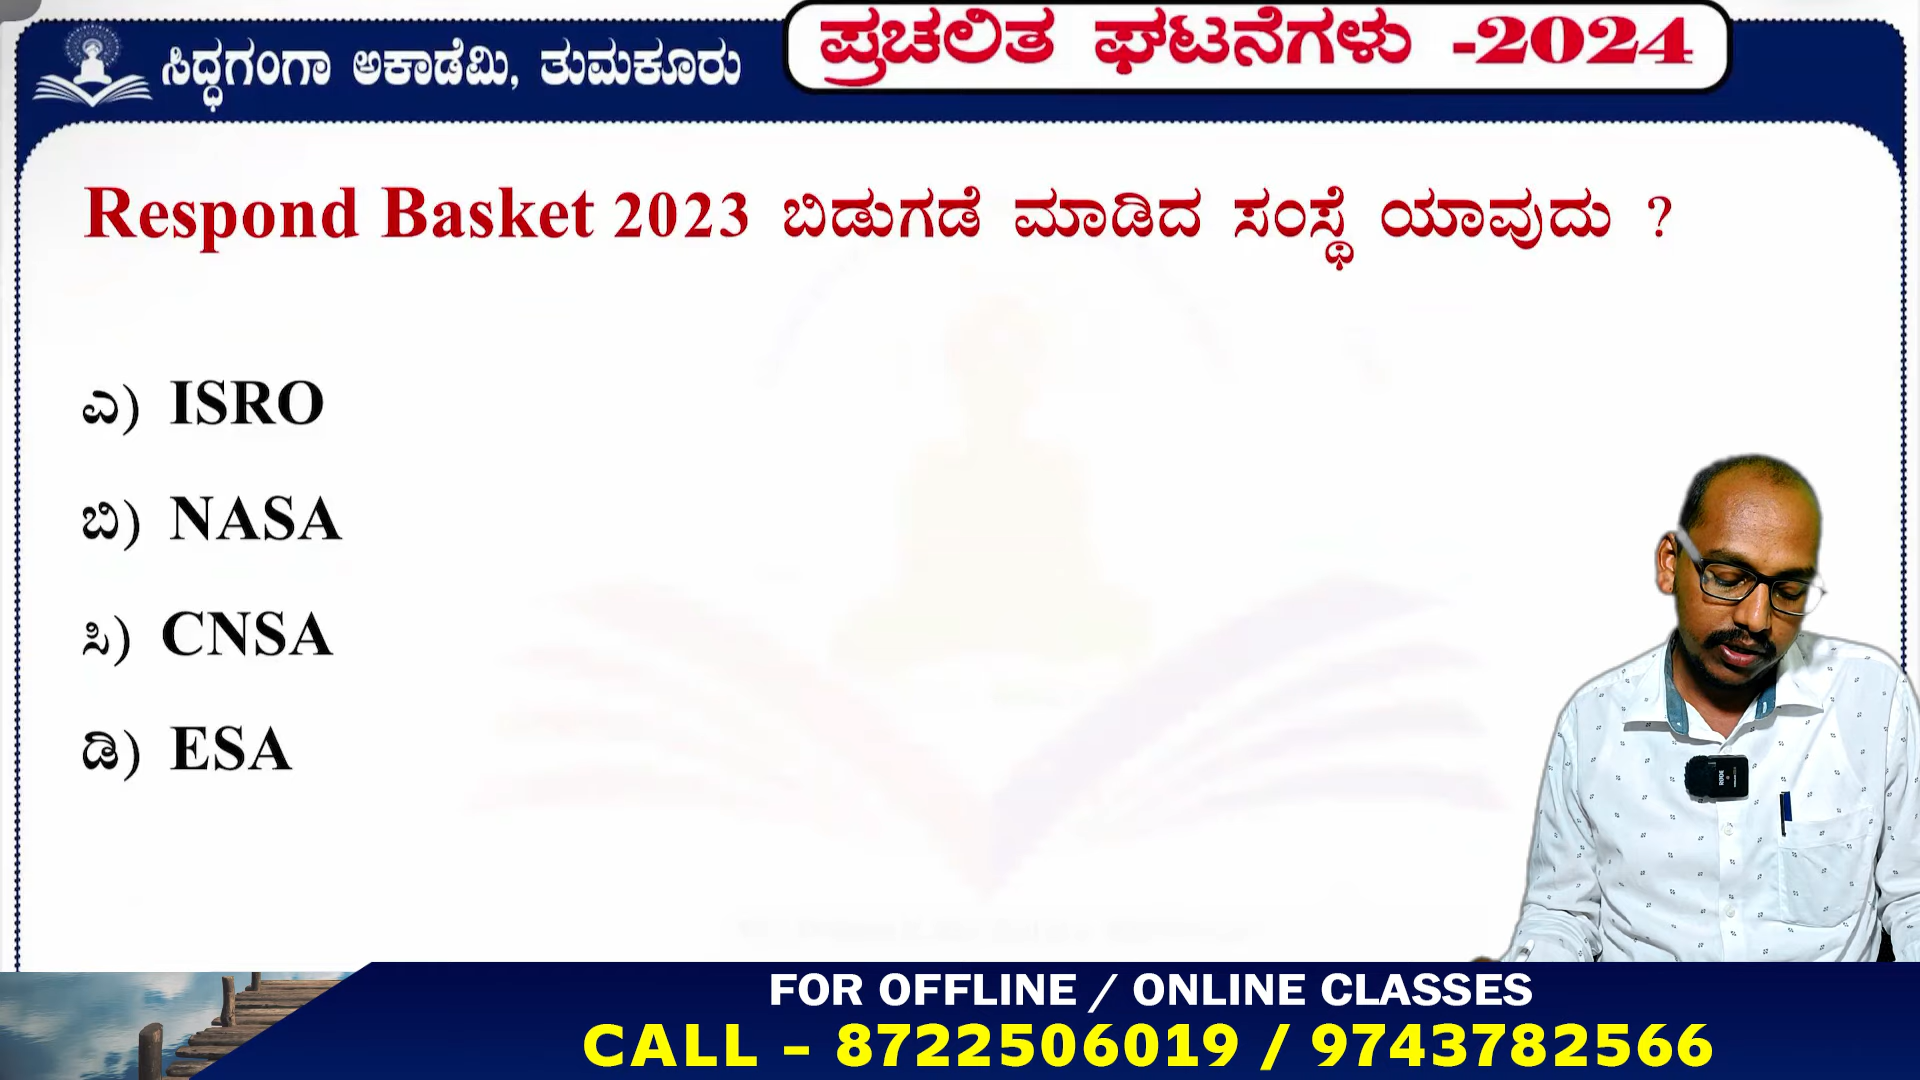 ಸಿದ್ಧಗಂಗಾ ಅಕಾಡೆಮಿ, ತುಮಕೂರು
ಪ್ರಚಲಿತ ಘಟನೆಗಳು -2024
Respond Basket 2023 ಬಿಡುಗಡೆ ಮಾಡಿದ ಸಂಸ್ಥೆ ಯಾವುದು ?
ಎ) ISRO
ಬಿ) NASA
ಸಿ) CNSA
ಡಿ) ESA
FOR OFFLINE / ONLINE CLASSES
CALL – 8722506019 / 9743782566